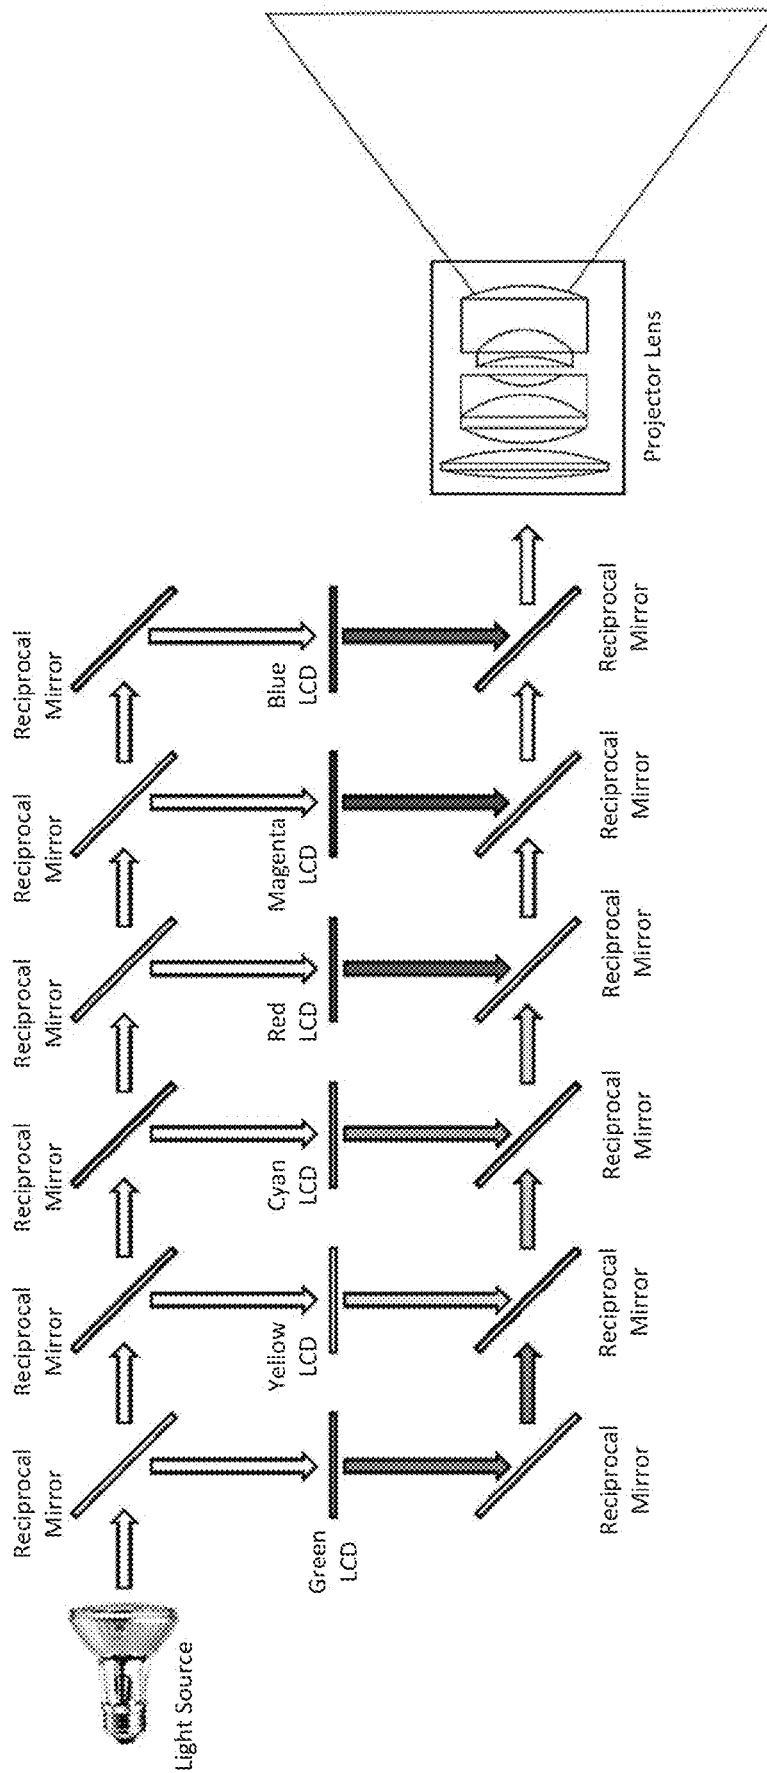 Light Source
Reciprocal
Mirror
Reciprocal
Mirror
Reciprocal
Mirror
Reciprocal
Mirror
Reciprocal
Mirror
Reciprocal
Mirror
Green
LCD
Yellow
LCD
Cyan
LCD
Red
LCD
Magenta
LCD
Blue
LCD
Reciprocal
Mirror
Reciprocal
Mirror
Reciprocal
Mirror
Reciprocal
Mirror
Reciprocal
Mirror
Reciprocal
Mirror
Projector Lens